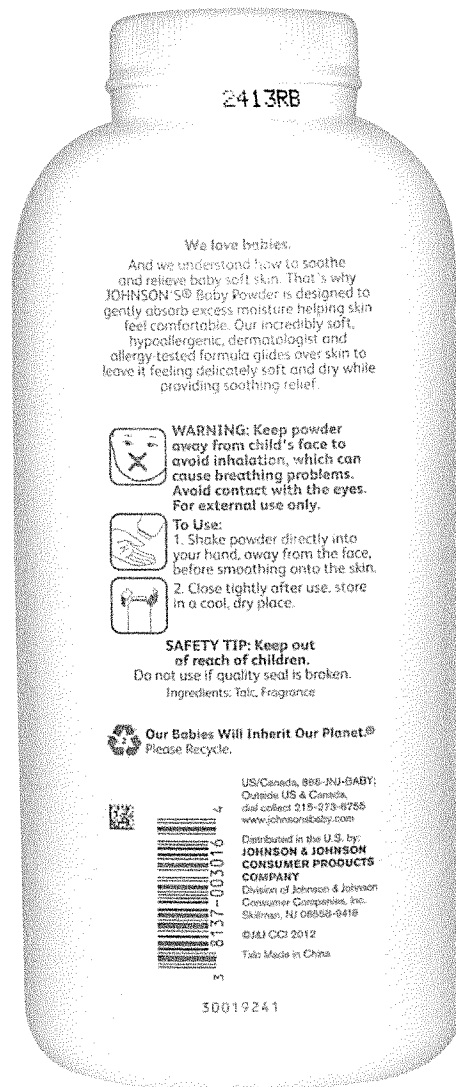 2413RB
We love babies.
And we understand how to soothe
and relieve baby soft skin. That's why
JOHNSON'S® Baby Powder is designed to
gently absorb excess moisture helping skin
feel comfortable. Our incredibly soft,
hypoallergenic, dermatologist and
allergy-tested formula glides over skin to
leave it feeling delicately soft and dry while
providing soothing relief.
WARNING: Keep powder
away from child's face to
avoid inhalation, which can
cause breathing problems.
Avoid contact with the eyes.
For external use only.
To Use:
1. Shake powder directly into
your hand, away from the face,
before smoothing onto the skin.
2. Close tightly after use, store
in a cool, dry place.
SAFETY TIP: Keep out
of reach of children.
Do not use if quality seal is broken.
Ingredients: Talc, Fragrance
2
Our Babies Will Inherit Our Planet.®
Please Recycle.
US/Canada, 866-JNJ-BABY;
Outside US & Canada,
dial collect 215-273-8755
www.johnsonsbaby.com
Distributed in the U.S. by:
JOHNSON & JOHNSON
CONSUMER PRODUCTS
COMPANY
Division of Johnson & Johnson
Consumer Companies, Inc.
Skillman, NJ 08558-9418
©J&J CCI 2012
Talc Made in China
3 8137-003016 4
30019241